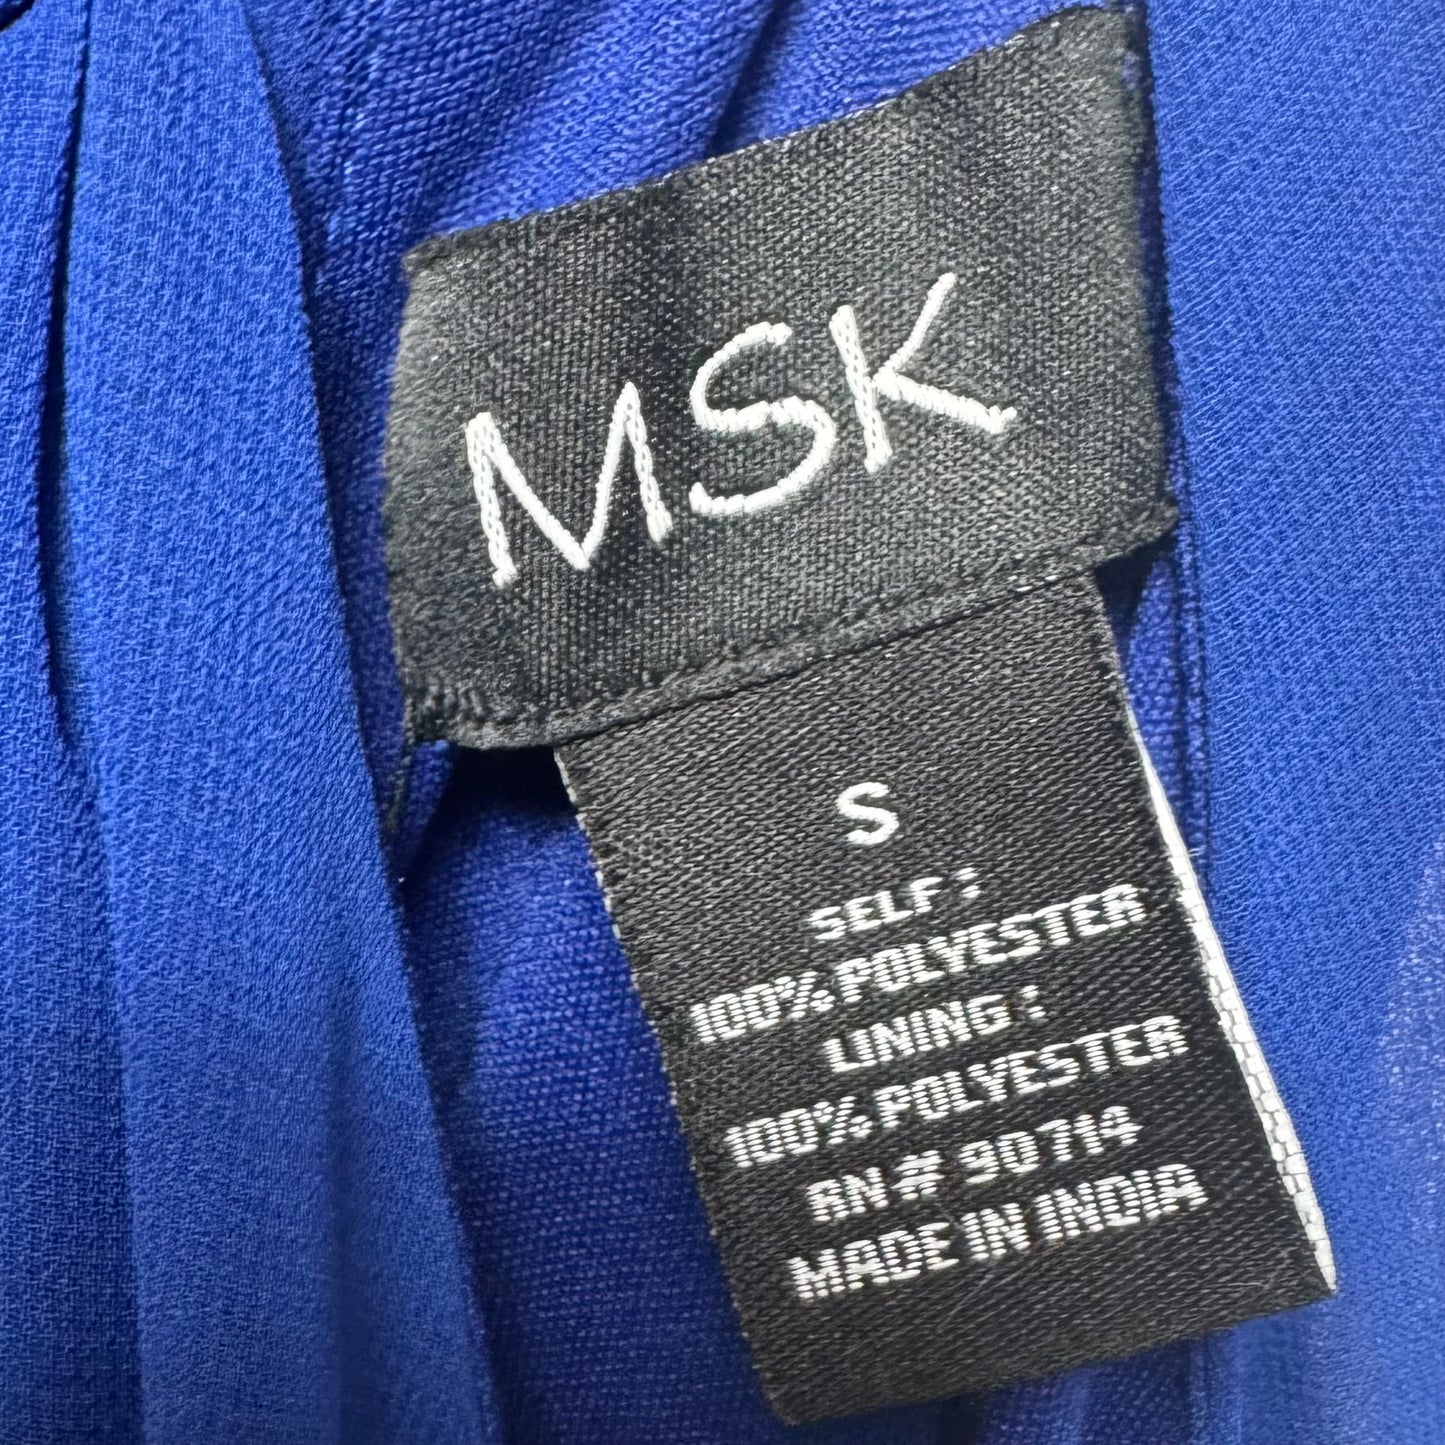 MSK
S
SELF:
100% POLYESTER
LINING:
100% POLYESTER
RN# 90714
MADE IN INDIA